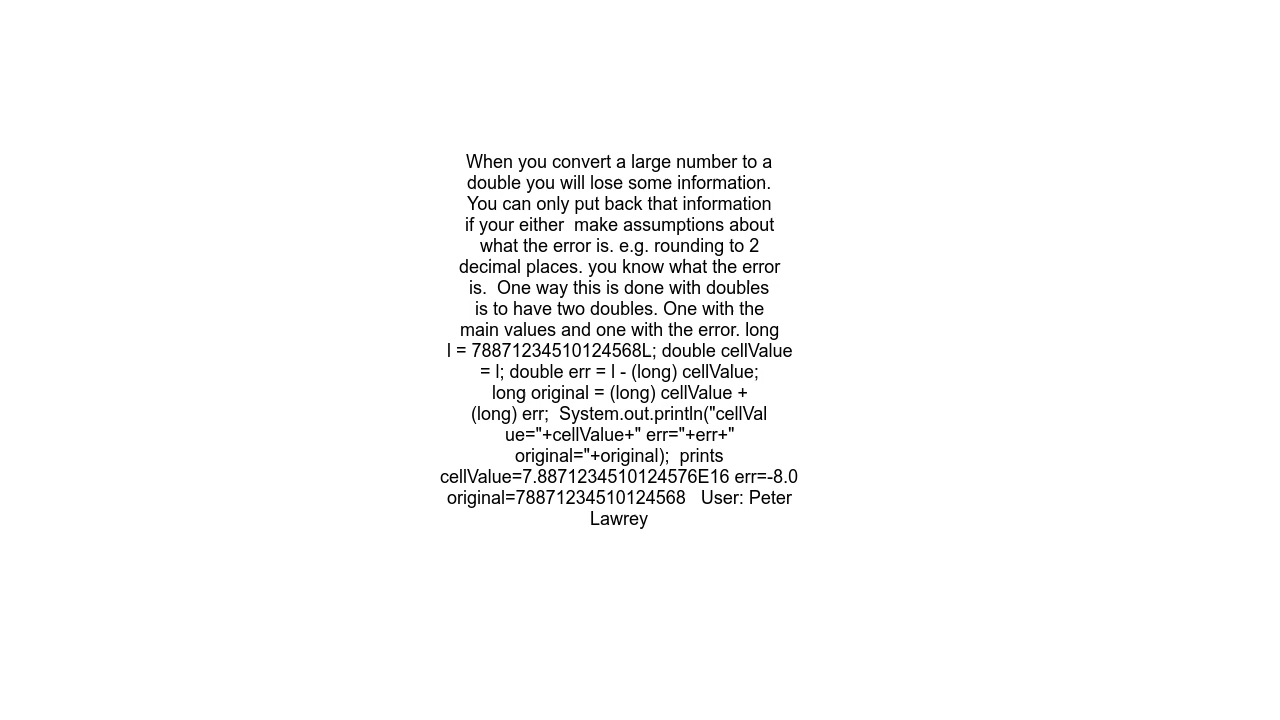 When you convert a large number to a
double you will lose some information.
You can only put back that information
if your either  make assumptions about
what the error is. e.g. rounding to 2
decimal places. you know what the error
is.  One way this is done with doubles
is to have two doubles. One with the
main values and one with the error. long
l = 78871234510124568L; double cellValue
= l; double err = l - (long) cellValue;
long original = (long) cellValue +
(long) err;  System.out.println("cellVal
ue="+cellValue+" err="+err+"
original="+original);  prints
cellValue=7.8871234510124576E16 err=-8.0
original=78871234510124568   User: Peter
Lawrey